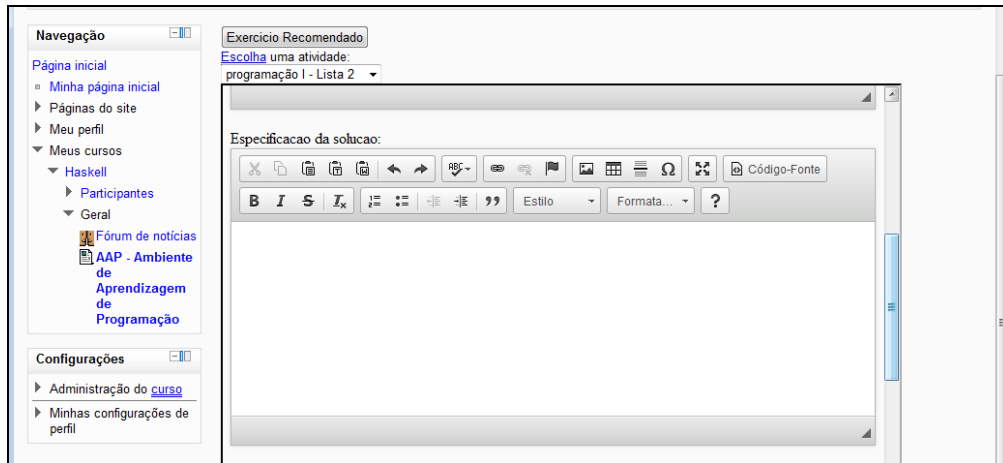 Navegação
Página inicial
Minha página inicial
Páginas do site
Meu perfil
Meus cursos
Haskell
Participantes
Geral
Fórum de notícias
AAP - Ambiente
de
Aprendizagem
de
Programação
Configurações
Administração do curso
Minhas configurações de
perfil
Exercicio Recomendado
Escolha uma atividade:
programação I - Lista 2
Especificacao da solucao:
ABC
Ω
Código-Fonte
B I S Ix
Estilo
Formata...
?